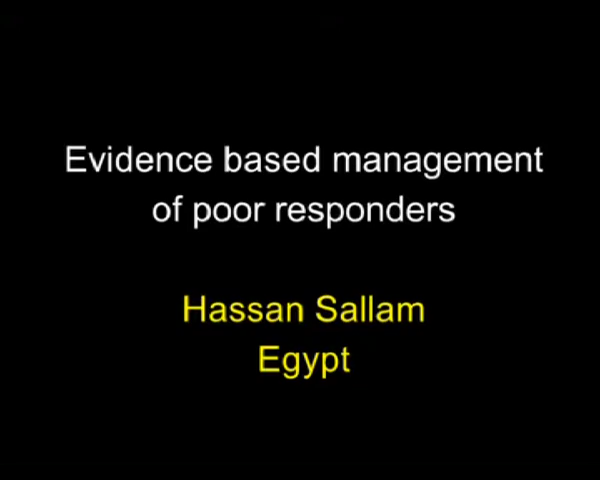 Evidence based management
of poor responders
Hassan Sallam
Egypt